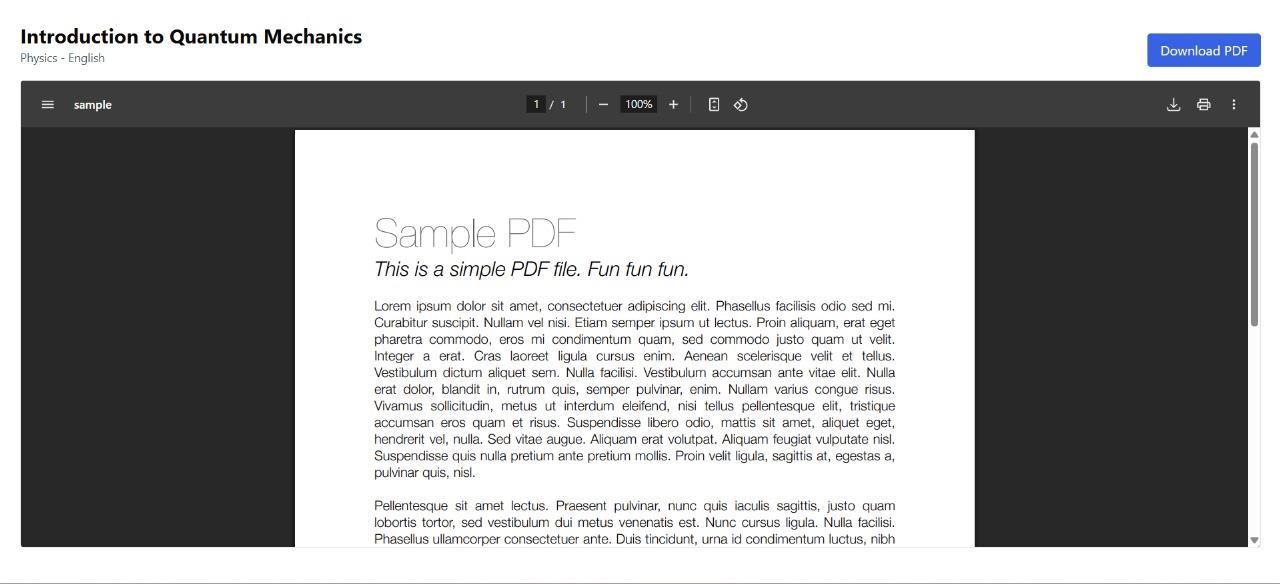 Introduction to Quantum Mechanics
Physics - English
Download PDF
sample
1 / 1
100%
Sample PDF
This is a simple PDF file. Fun fun fun.
Lorem ipsum dolor sit amet, consectetuer adipiscing elit. Phasellus facilisis odio sed mi.
Curabitur suscipit. Nullam vel nisi. Etiam semper ipsum ut lectus. Proin aliquam, erat eget
pharetra commodo, eros mi condimentum quam, sed commodo justo quam ut velit.
Integer a erat. Cras laoreet ligula cursus enim. Aenean scelerisque velit et tellus.
Vestibulum dictum aliquet sem. Nulla facilisi. Vestibulum accumsan ante vitae elit. Nulla
erat dolor, blandit in, rutrum quis, semper pulvinar, enim. Nullam varius congue risus.
Vivamus sollicitudin, metus ut interdum eleifend, nisi tellus pellentesque elit, tristique
accumsan eros quam et risus. Suspendisse libero odio, mattis sit amet, aliquet eget,
hendrerit vel, nulla. Sed vitae augue. Aliquam erat volutpat. Aliquam feugiat vulputate nisl.
Suspendisse quis nulla pretium ante pretium mollis. Proin velit ligula, sagittis at, egestas a,
pulvinar quis, nisl.
Pellentesque sit amet lectus. Praesent pulvinar, nunc quis iaculis sagittis, justo quam
lobortis tortor, sed vestibulum dui metus venenatis est. Nunc cursus ligula. Nulla facilisi.
Phasellus ullamcorper consectetuer ante. Duis tincidunt, urna id condimentum luctus, nibh